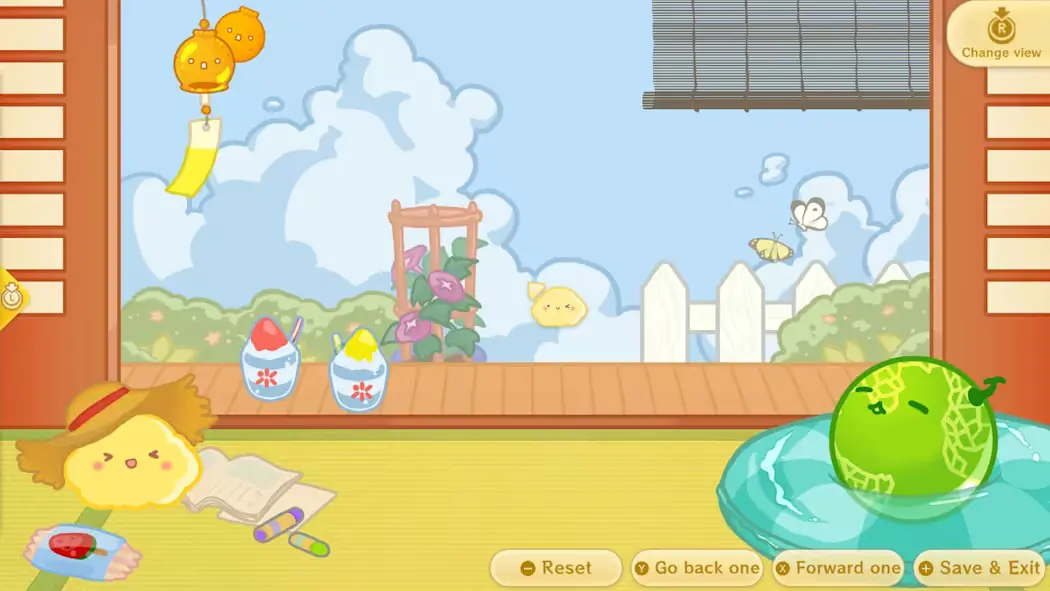 R
Change view
L
− Reset
Y Go back one
X Forward one
+ Save & Exit